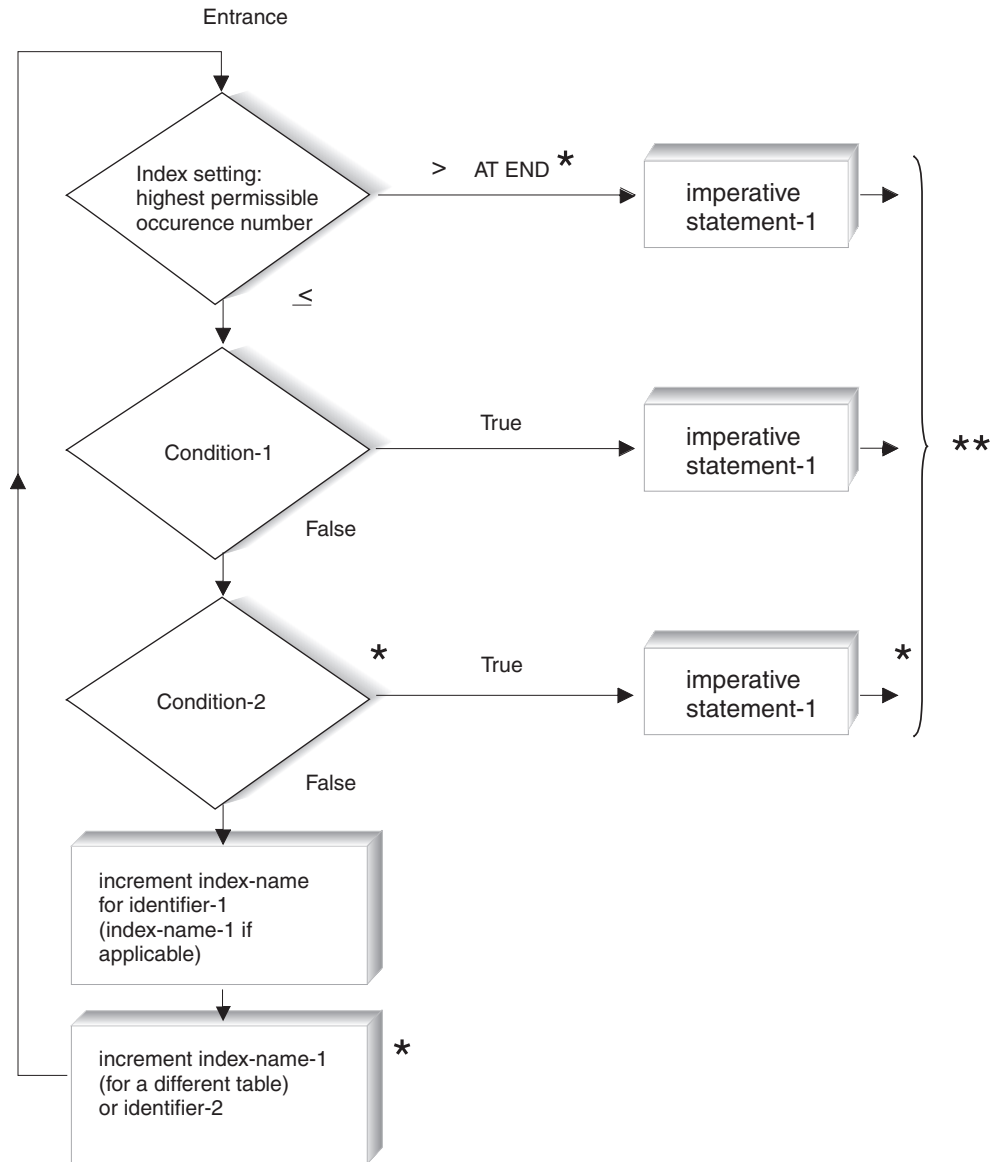 Entrance
Index setting:
highest permissible
occurence number
> AT END *
imperative
statement-1
≤
Condition-1
True
imperative
statement-1
**
False
Condition-2
*
True
imperative
statement-1
*
False
increment index-name
for identifier-1
(index-name-1 if
applicable)
increment index-name-1
(for a different table)
or identifier-2
*